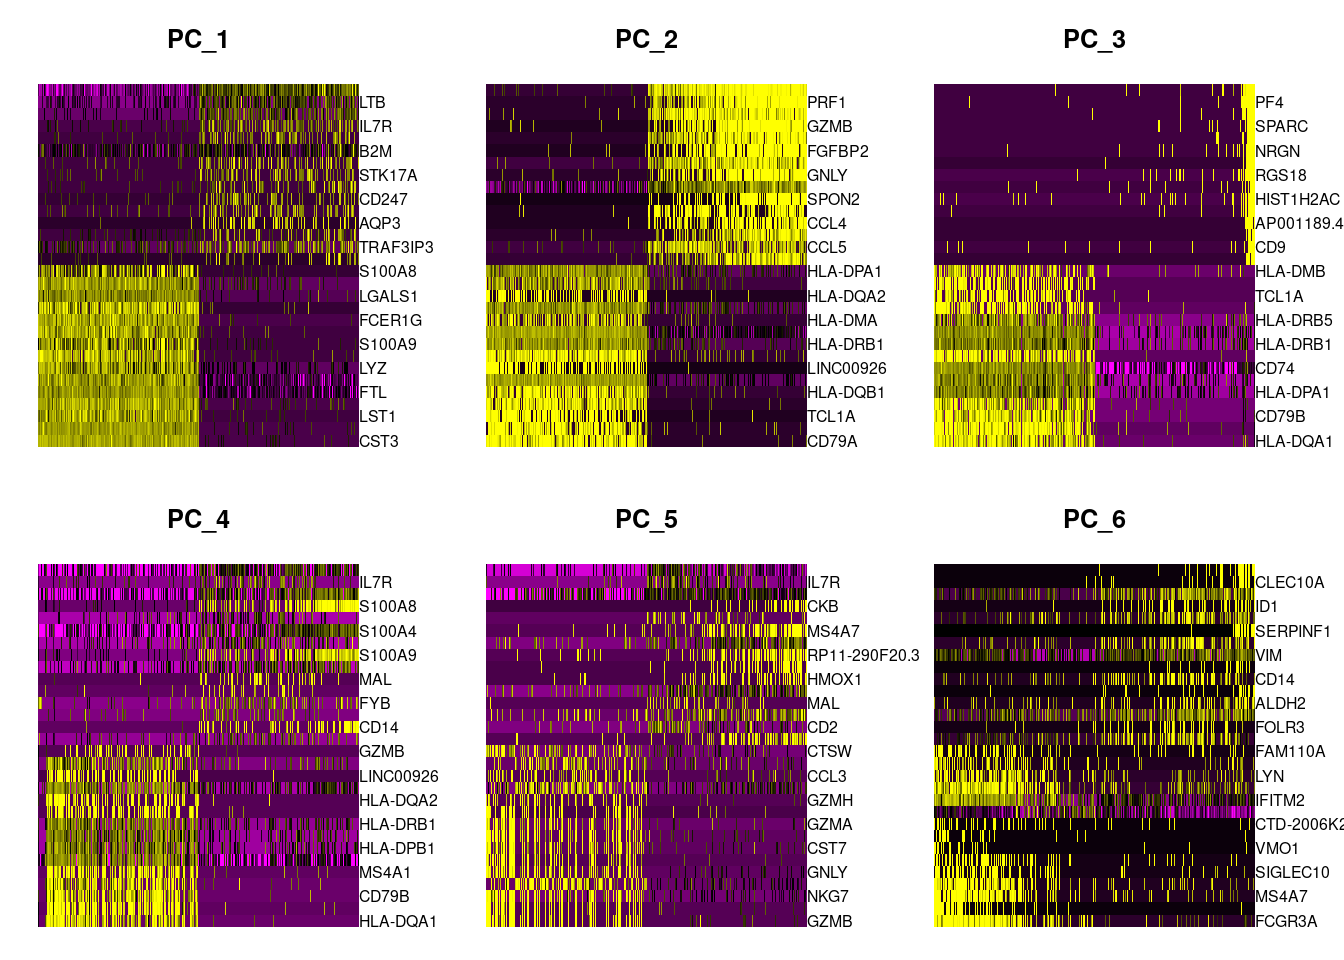 PC_1
LTB
IL7R
B2M
STK17A
CD247
AQP3
TRAF3IP3
S100A8
LGALS1
FCER1G
S100A9
LYZ
FTL
LST1
CST3
PC_2
PRF1
GZMB
FGFBP2
GNLY
SPON2
CCL4
CCL5
HLA-DPA1
HLA-DQA2
HLA-DMA
HLA-DRB1
LINC00926
HLA-DQB1
TCL1A
CD79A
PC_3
PF4
SPARC
NRGN
RGS18
HIST1H2AC
AP001189.4
CD9
HLA-DMB
TCL1A
HLA-DRB5
HLA-DRB1
CD74
HLA-DPA1
CD79B
HLA-DQA1
PC_4
IL7R
S100A8
S100A4
S100A9
MAL
FYB
CD14
GZMB
LINC00926
HLA-DQA2
HLA-DRB1
HLA-DPB1
MS4A1
CD79B
HLA-DQA1
PC_5
IL7R
CKB
MS4A7
RP11-290F20.3
HMOX1
MAL
CD2
CTSW
CCL3
GZMH
GZMA
CST7
GNLY
NKG7
GZMB
PC_6
CLEC10A
ID1
SERPINF1
VIM
CD14
ALDH2
FOLR3
FAM110A
LYN
IFITM2
CTD-2006K2
VMO1
SIGLEC10
MS4A7
FCGR3A